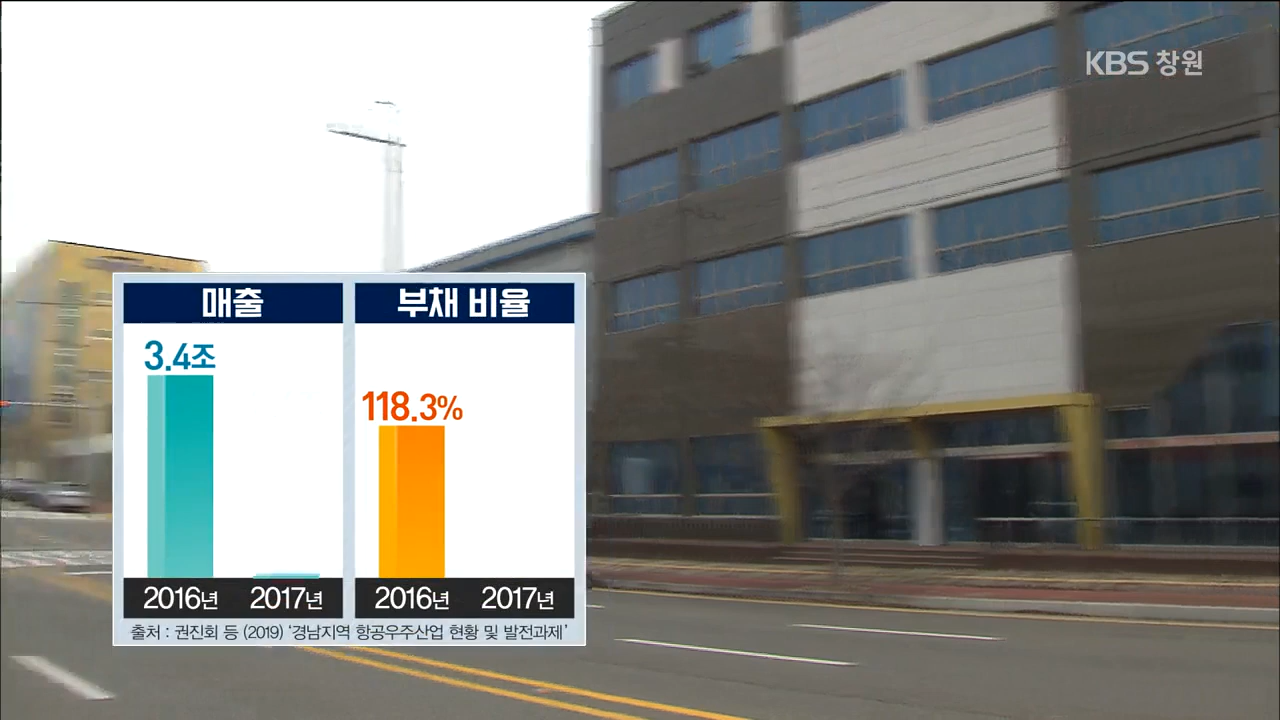 KBS 창원
매출
부채 비율
3.4조
118.3%
2016년
2017년
2016년
2017년
출처 : 권진회 등 (2019) ‘경남지역 항공우주산업 현황 및 발전과제’